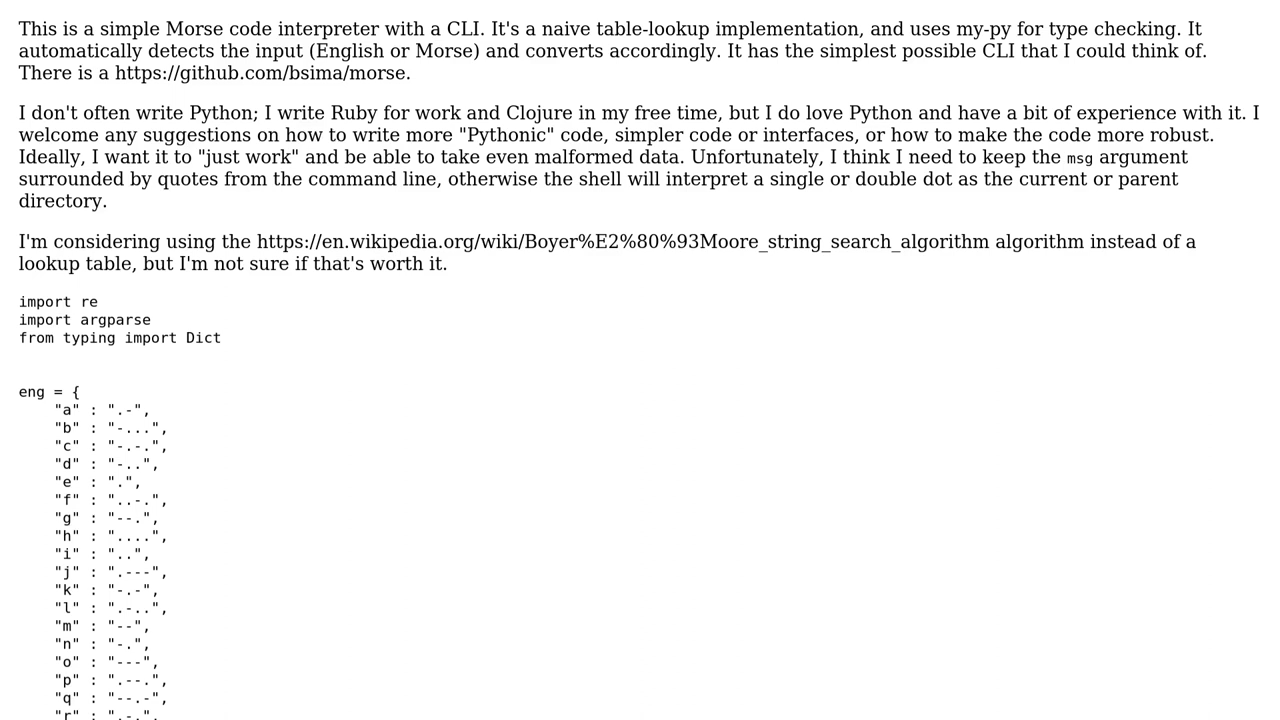 This is a simple Morse code interpreter with a CLI. It's a naive table-lookup implementation, and uses my-py for type checking. It
automatically detects the input (English or Morse) and converts accordingly. It has the simplest possible CLI that I could think of.
There is a https://github.com/bsima/morse.
I don't often write Python; I write Ruby for work and Clojure in my free time, but I do love Python and have a bit of experience with it. I
welcome any suggestions on how to write more "Pythonic" code, simpler code or interfaces, or how to make the code more robust.
Ideally, I want it to "just work" and be able to take even malformed data. Unfortunately, I think I need to keep the msg argument
surrounded by quotes from the command line, otherwise the shell will interpret a single or double dot as the current or parent
directory.
I'm considering using the https://en.wikipedia.org/wiki/Boyer%E2%80%93Moore_string_search_algorithm algorithm instead of a
lookup table, but I'm not sure if that's worth it.
import re
import argparse
from typing import Dict
eng = {
    "a" : ".-",
    "b" : "-...",
    "c" : "-.-.",
    "d" : "-..",
    "e" : ".",
    "f" : "..-.",
    "g" : "--.",
    "h" : "....",
    "i" : "..",
    "j" : ".---",
    "k" : "-.-",
    "l" : ".-..",
    "m" : "--",
    "n" : "-.",
    "o" : "---",
    "p" : ".--.",
    "q" : "--.-",
    "r" : ".-.",